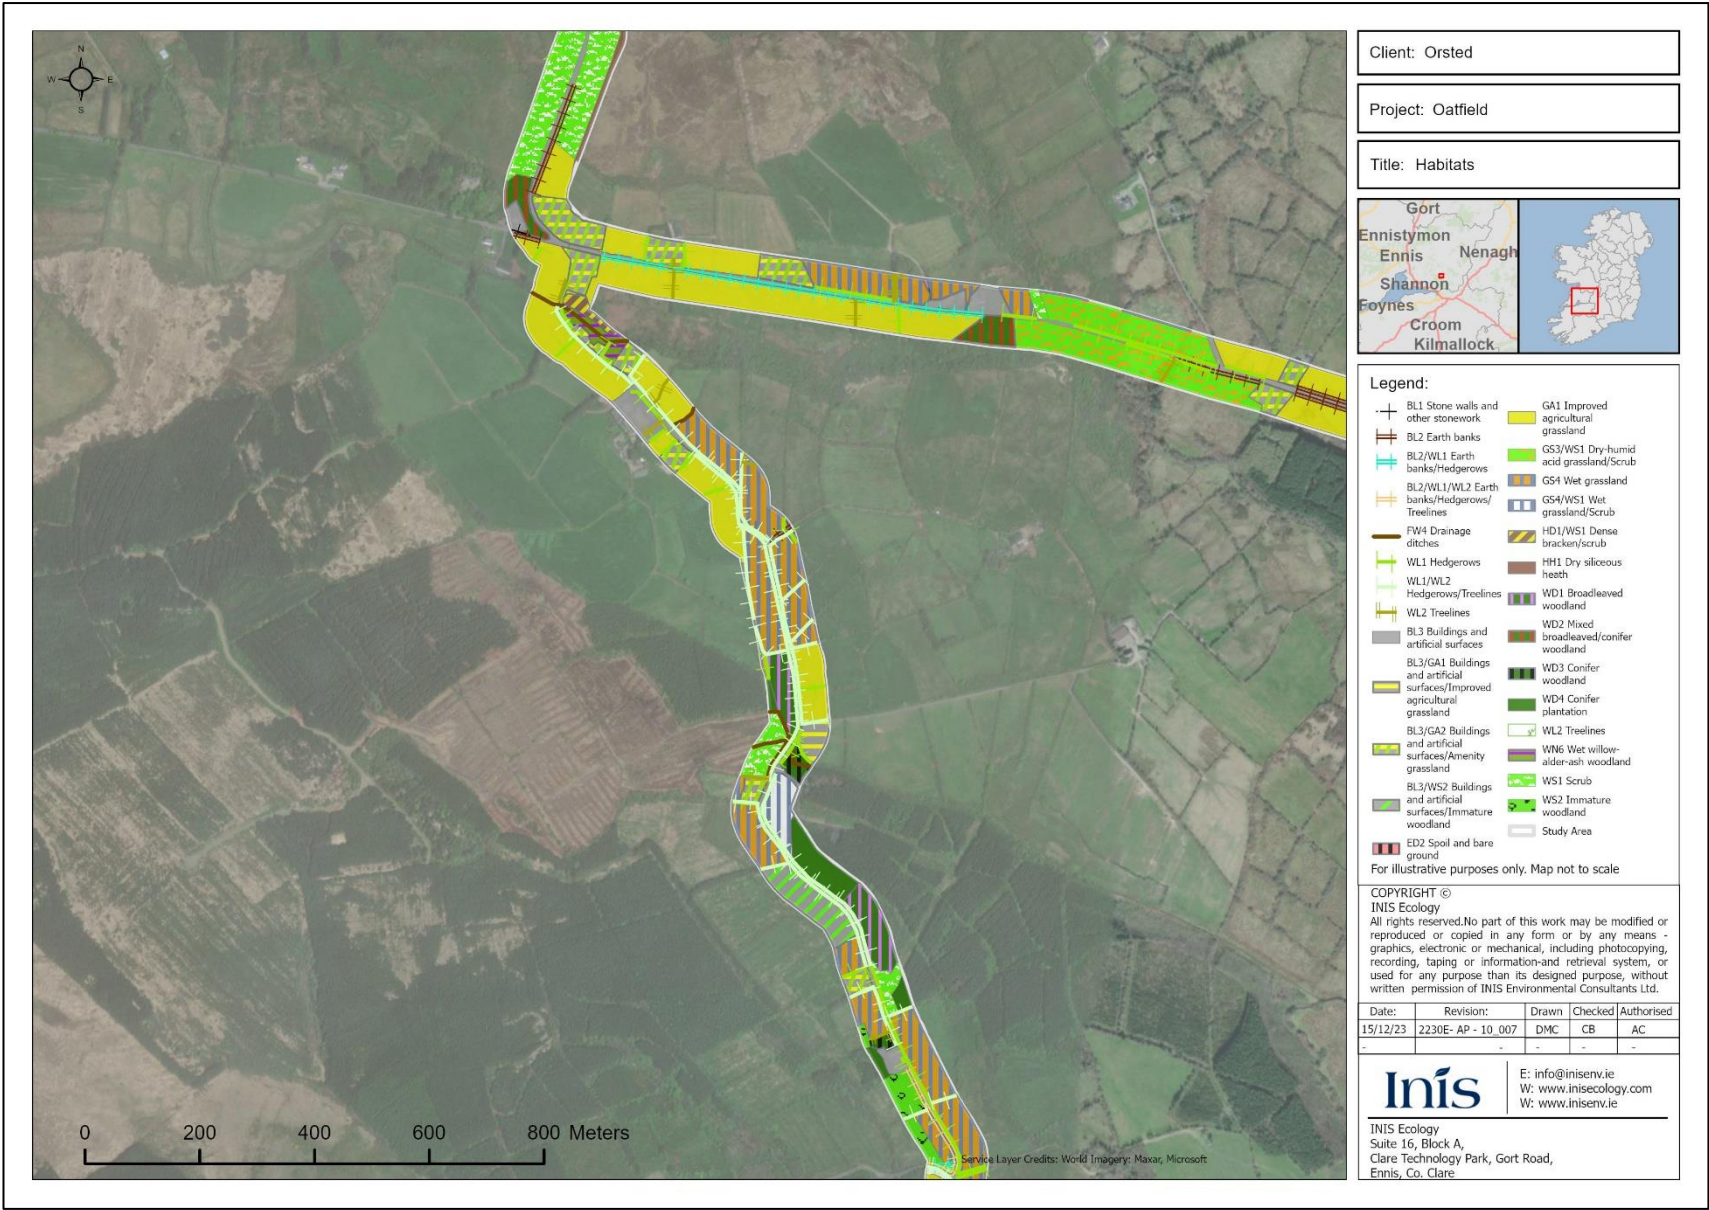 N
W
E
S
0 200 400 600 800 Meters
Service Layer Credits: World Imagery: Maxar, Microsoft
Client: Orsted
Project: Oatfield
Title: Habitats
Gort
Ennistymon
Ennis
Nenagh
Shannon
Foynes
Croom
Kilmallock
Legend:
BL1 Stone walls and
other stonework
BL2 Earth banks
BL2/WL1 Earth
banks/Hedgerows
BL2/WL1/WL2 Earth
banks/Hedgerows/
Treelines
FW4 Drainage
ditches
WL1 Hedgerows
WL1/WL2
Hedgerows/Treelines
WL2 Treelines
BL3 Buildings and
artificial surfaces
BL3/GA1 Buildings
and artificial
surfaces/Improved
agricultural
grassland
BL3/GA2 Buildings
and artificial
surfaces/Amenity
grassland
BL3/WS2 Buildings
and artificial
surfaces/Immature
woodland
ED2 Spoil and bare
ground
GA1 Improved
agricultural
grassland
GS3/WS1 Dry-humid
acid grassland/Scrub
GS4 Wet grassland
GS4/WS1 Wet
grassland/Scrub
HD1/WS1 Dense
bracken/scrub
HH1 Dry siliceous
heath
WD1 Broadleaved
woodland
WD2 Mixed
broadleaved/conifer
woodland
WD3 Conifer
woodland
WD4 Conifer
plantation
WL2 Treelines
WN6 Wet willow-
alder-ash woodland
WS1 Scrub
WS2 Immature
woodland
Study Area
For illustrative purposes only. Map not to scale
COPYRIGHT ©
INIS Ecology
All rights reserved.No part of this work may be modified or
reproduced or copied in any form or by any means -
graphics, electronic or mechanical, including photocopying,
recording, taping or information-and retrieval system, or
used for any purpose than its designed purpose, without
written permission of INIS Environmental Consultants Ltd.
Date: Revision: Drawn Checked Authorised
15/12/23 2230E- AP - 10_007 DMC CB AC
- - - - -
Inís
E: info@inisenv.ie
W: www.inisecology.com
W: www.inisenv.ie
INIS Ecology
Suite 16, Block A,
Clare Technology Park, Gort Road,
Ennis, Co. Clare